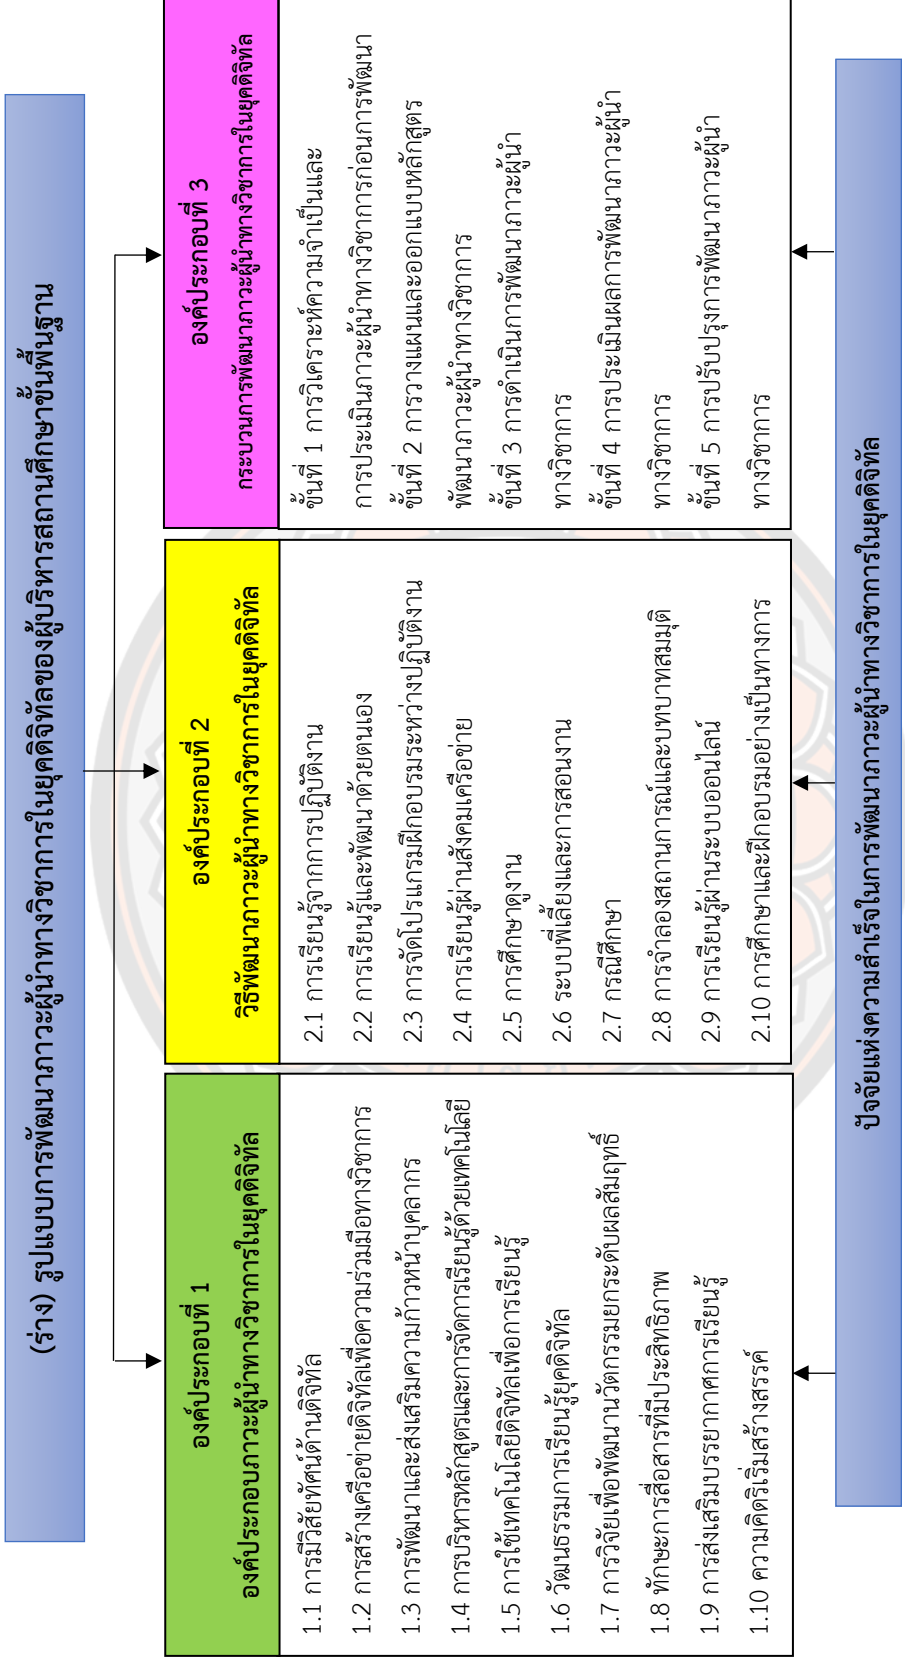 (ร่าง) รูปแบบการพัฒนาภาวะผู้นำทางวิชาการในยุคดิจิทัลของผู้บริหารสถานศึกษาขั้นพื้นฐาน
องค์ประกอบที่ 1
องค์ประกอบภาวะผู้นำทางวิชาการในยุคดิจิทัล
1.1 การมีวิสัยทัศน์ด้านดิจิทัล
1.2 การสร้างเครือข่ายดิจิทัลเพื่อความร่วมมือทางวิชาการ
1.3 การพัฒนาและส่งเสริมความก้าวหน้าบุคลากร
1.4 การบริหารหลักสูตรและการจัดการเรียนรู้ด้วยเทคโนโลยี
1.5 การใช้เทคโนโลยีดิจิทัลเพื่อการเรียนรู้
1.6 วัฒนธรรมการเรียนรู้ยุคดิจิทัล
1.7 การวิจัยเพื่อพัฒนานวัตกรรมยกระดับผลสัมฤทธิ์
1.8 ทักษะการสื่อสารที่มีประสิทธิภาพ
1.9 การส่งเสริมบรรยากาศการเรียนรู้
1.10 ความคิดริเริ่มสร้างสรรค์
องค์ประกอบที่ 2
วิธีพัฒนาภาวะผู้นำทางวิชาการในยุคดิจิทัล
2.1 การเรียนรู้จากการปฏิบัติงาน
2.2 การเรียนรู้และพัฒนาด้วยตนเอง
2.3 การจัดโปรแกรมฝึกอบรมระหว่างปฏิบัติงาน
2.4 การเรียนรู้ผ่านสังคมเครือข่าย
2.5 การศึกษาดูงาน
2.6 ระบบพี่เลี้ยงและการสอนงาน
2.7 กรณีศึกษา
2.8 การจำลองสถานการณ์และบทบาทสมมุติ
2.9 การเรียนรู้ผ่านระบบออนไลน์
2.10 การศึกษาและฝึกอบรมอย่างเป็นทางการ
องค์ประกอบที่ 3
กระบวนการพัฒนาภาวะผู้นำทางวิชาการในยุคดิจิทัล
ขั้นที่ 1 การวิเคราะห์ความจำเป็นและ
การประเมินภาวะผู้นำทางวิชาการก่อนการพัฒนา
ขั้นที่ 2 การวางแผนและออกแบบหลักสูตร
พัฒนาภาวะผู้นำทางวิชาการ
ขั้นที่ 3 การดำเนินการพัฒนาภาวะผู้นำ
ทางวิชาการ
ขั้นที่ 4 การประเมินผลการพัฒนาภาวะผู้นำ
ทางวิชาการ
ขั้นที่ 5 การปรับปรุงการพัฒนาภาวะผู้นำ
ทางวิชาการ
ปัจจัยแห่งความสำเร็จในการพัฒนาภาวะผู้นำทางวิชาการในยุคดิจิทัล